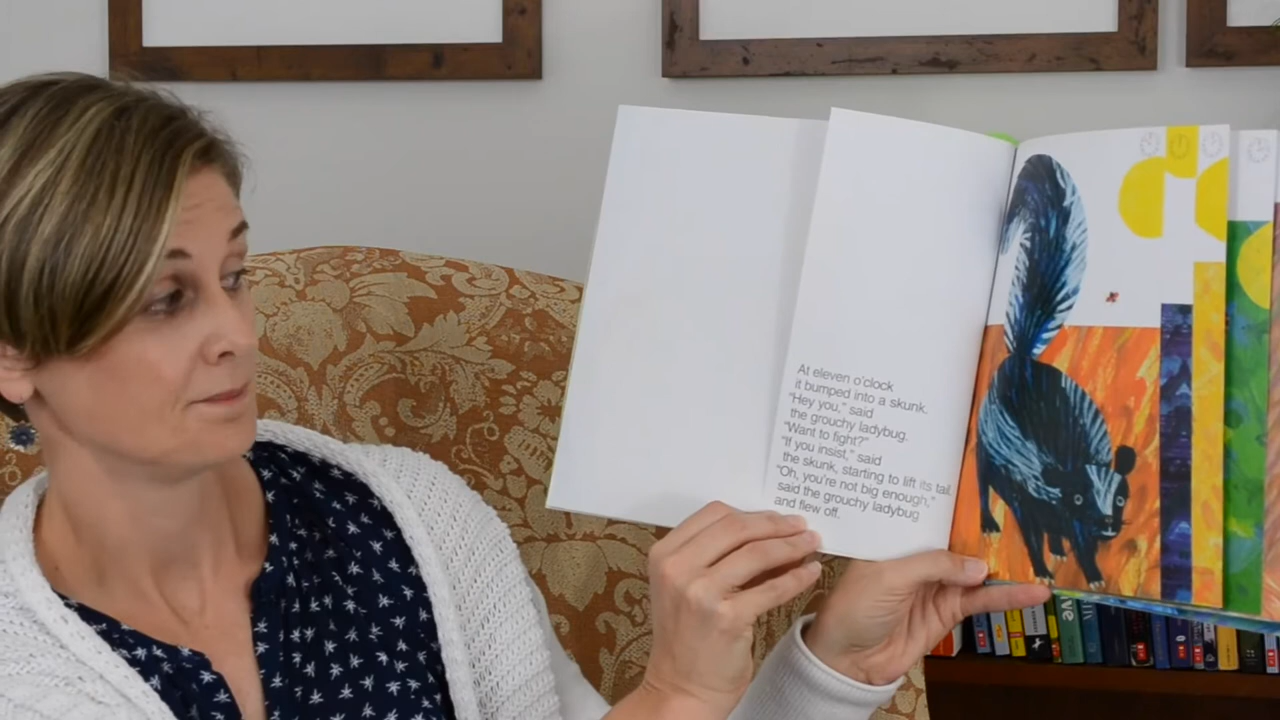 At eleven o'clock
it bumped into a skunk.
"Hey you," said
the grouchy ladybug.
"Want to fight?"
"If you insist," said
the skunk, starting to lift its tail.
"Oh, you're not big enough,"
said the grouchy ladybug
and flew off.